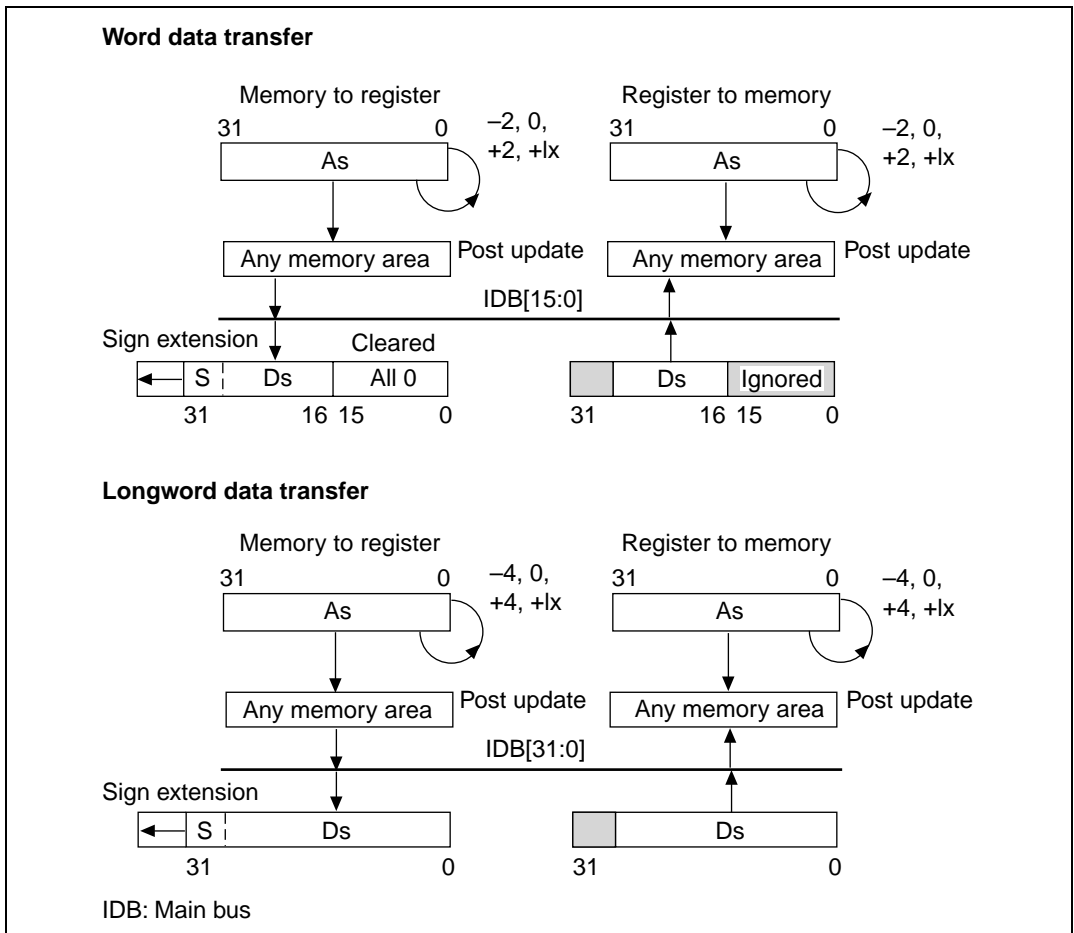 Word data transfer
Memory to register
31 0 –2, 0,
+2, +Ix
As
Any memory area Post update
Register to memory
31 0 –2, 0,
+2, +Ix
As
Any memory area Post update
IDB[15:0]
Sign extension Cleared
S Ds All 0
31 16 15 0
Ds Ignored
31 16 15 0
Longword data transfer
Memory to register
31 0 –4, 0,
+4, +Ix
As
Any memory area Post update
Register to memory
31 0 –4, 0,
+4, +Ix
As
Any memory area Post update
IDB[31:0]
Sign extension
S Ds
31 0
Ds
31 0
IDB: Main bus